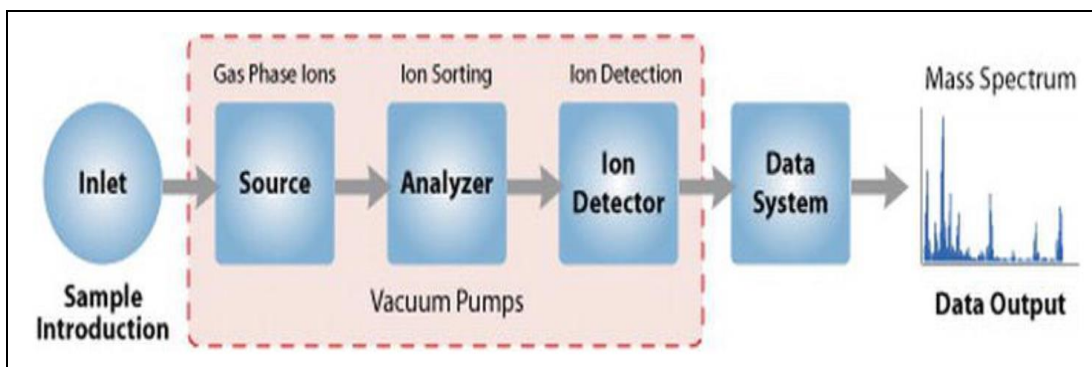 Gas Phase Ions
Ion Sorting
Ion Detection
Mass Spectrum
Inlet
Source
Analyzer
Ion
Detector
Data
System
Sample
Introduction
Vacuum Pumps
Data Output